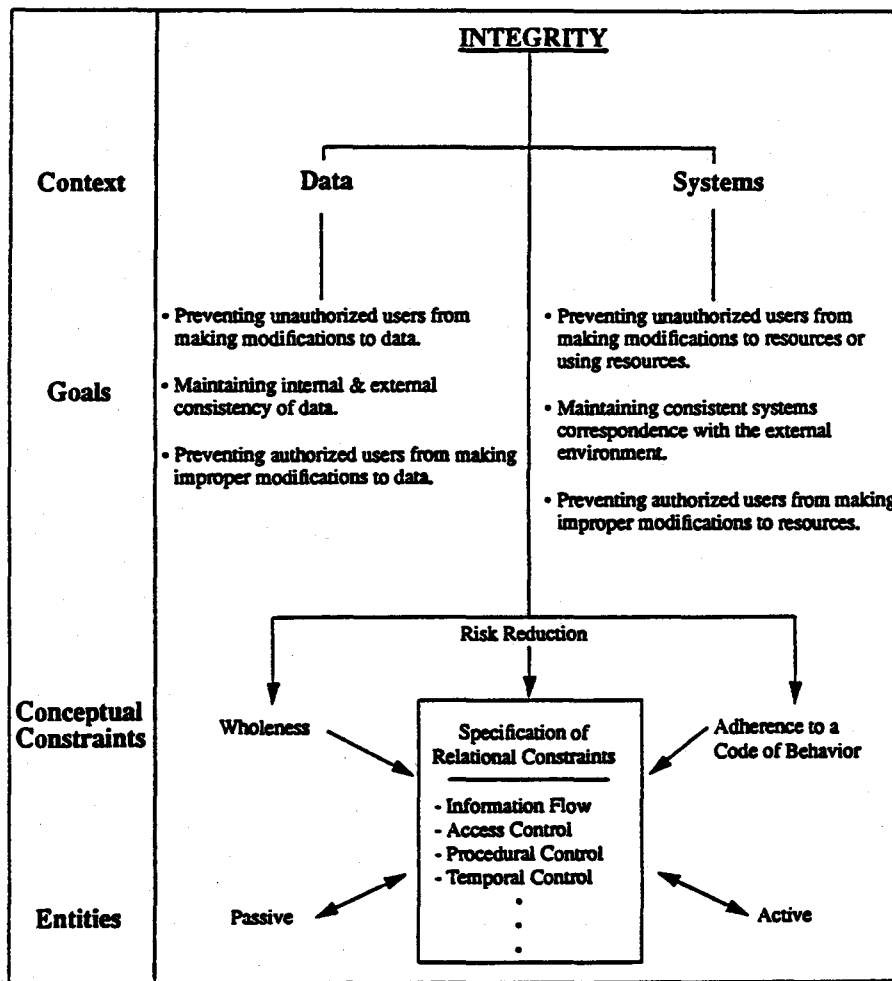 INTEGRITY
Context
Data
Systems
Goals
• Preventing unauthorized users from
making modifications to data.
• Maintaining internal & external
consistency of data.
• Preventing authorized users from making
improper modifications to data.
• Preventing unauthorized users from
making modifications to resources or
using resources.
• Maintaining consistent systems
correspondence with the external
environment.
• Preventing authorized users from making
improper modifications to resources.
Risk Reduction
Conceptual
Constraints
Wholeness
Specification of
Relational Constraints
- Information Flow
- Access Control
- Procedural Control
- Temporal Control
Adherence to a
Code of Behavior
Entities
Passive
Active